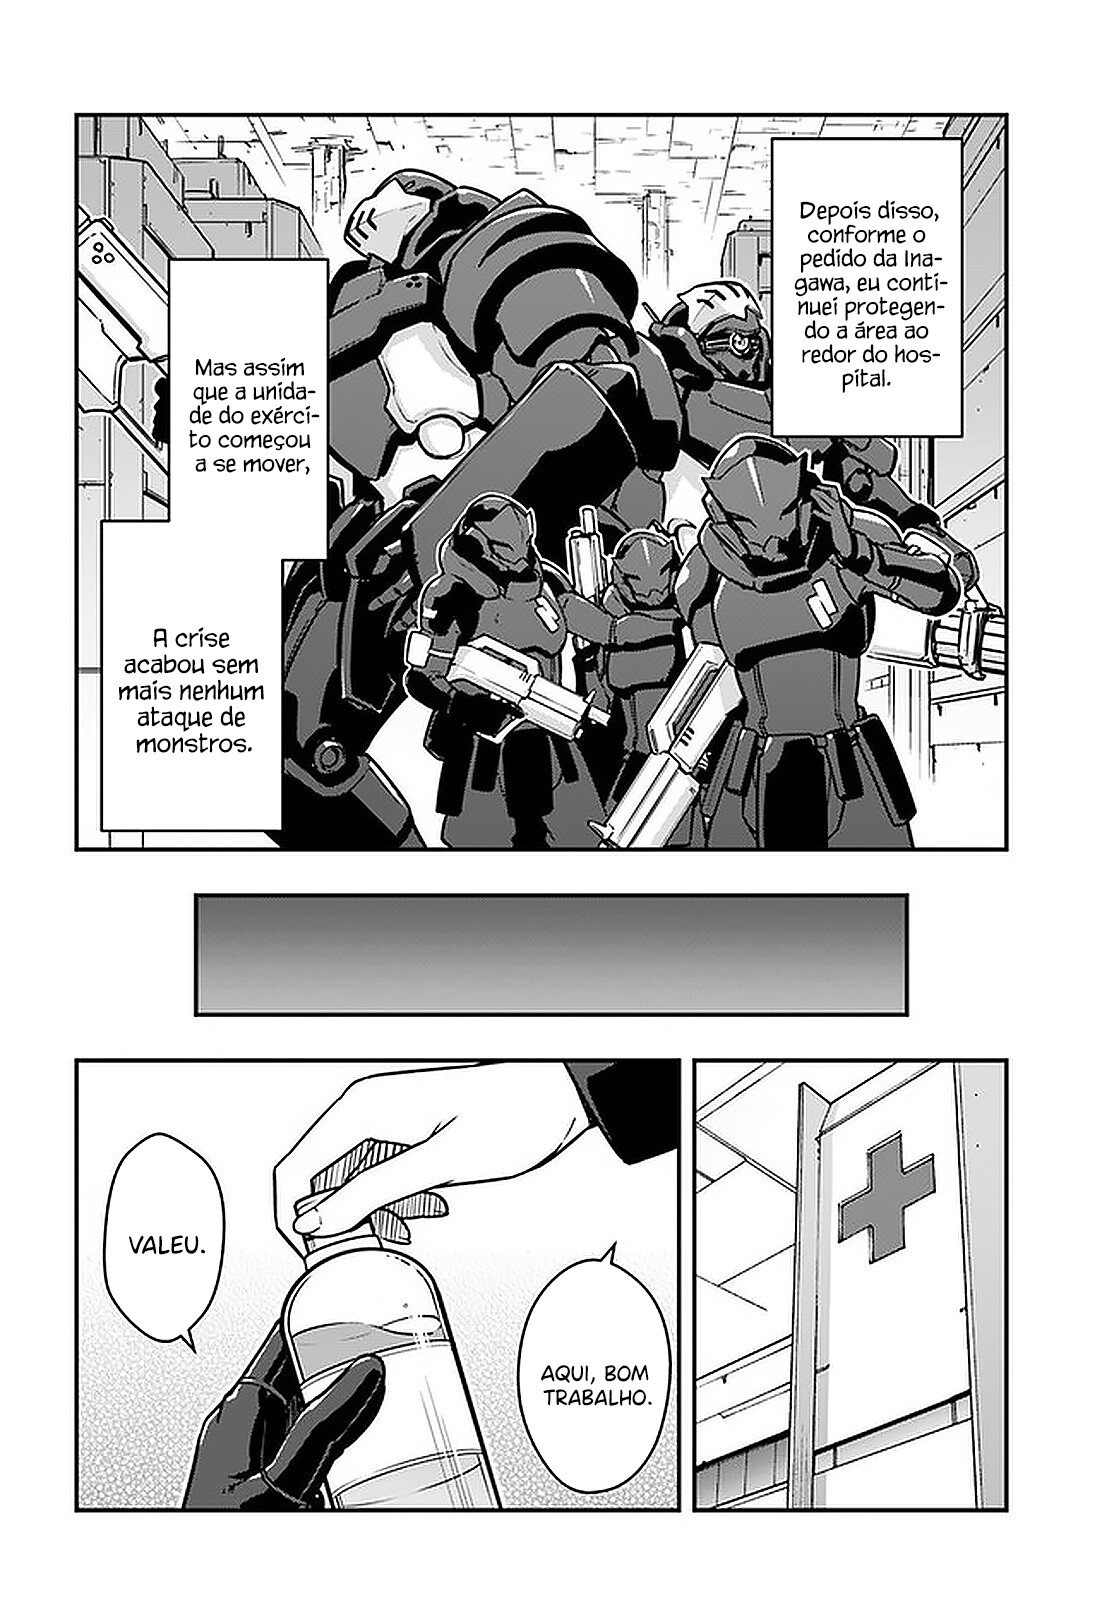 Depois disso,
conforme o
pedido da Ina-
gawa, eu conti-
nuei protegen-
do a área ao
redor do hos-
pital.
Mas assim
que a unida-
de do exérci-
to começou
a se mover,
A crise
acabou sem
mais nenhum
ataque de
monstros.
AQUI, BOM
TRABALHO.
VALEU.